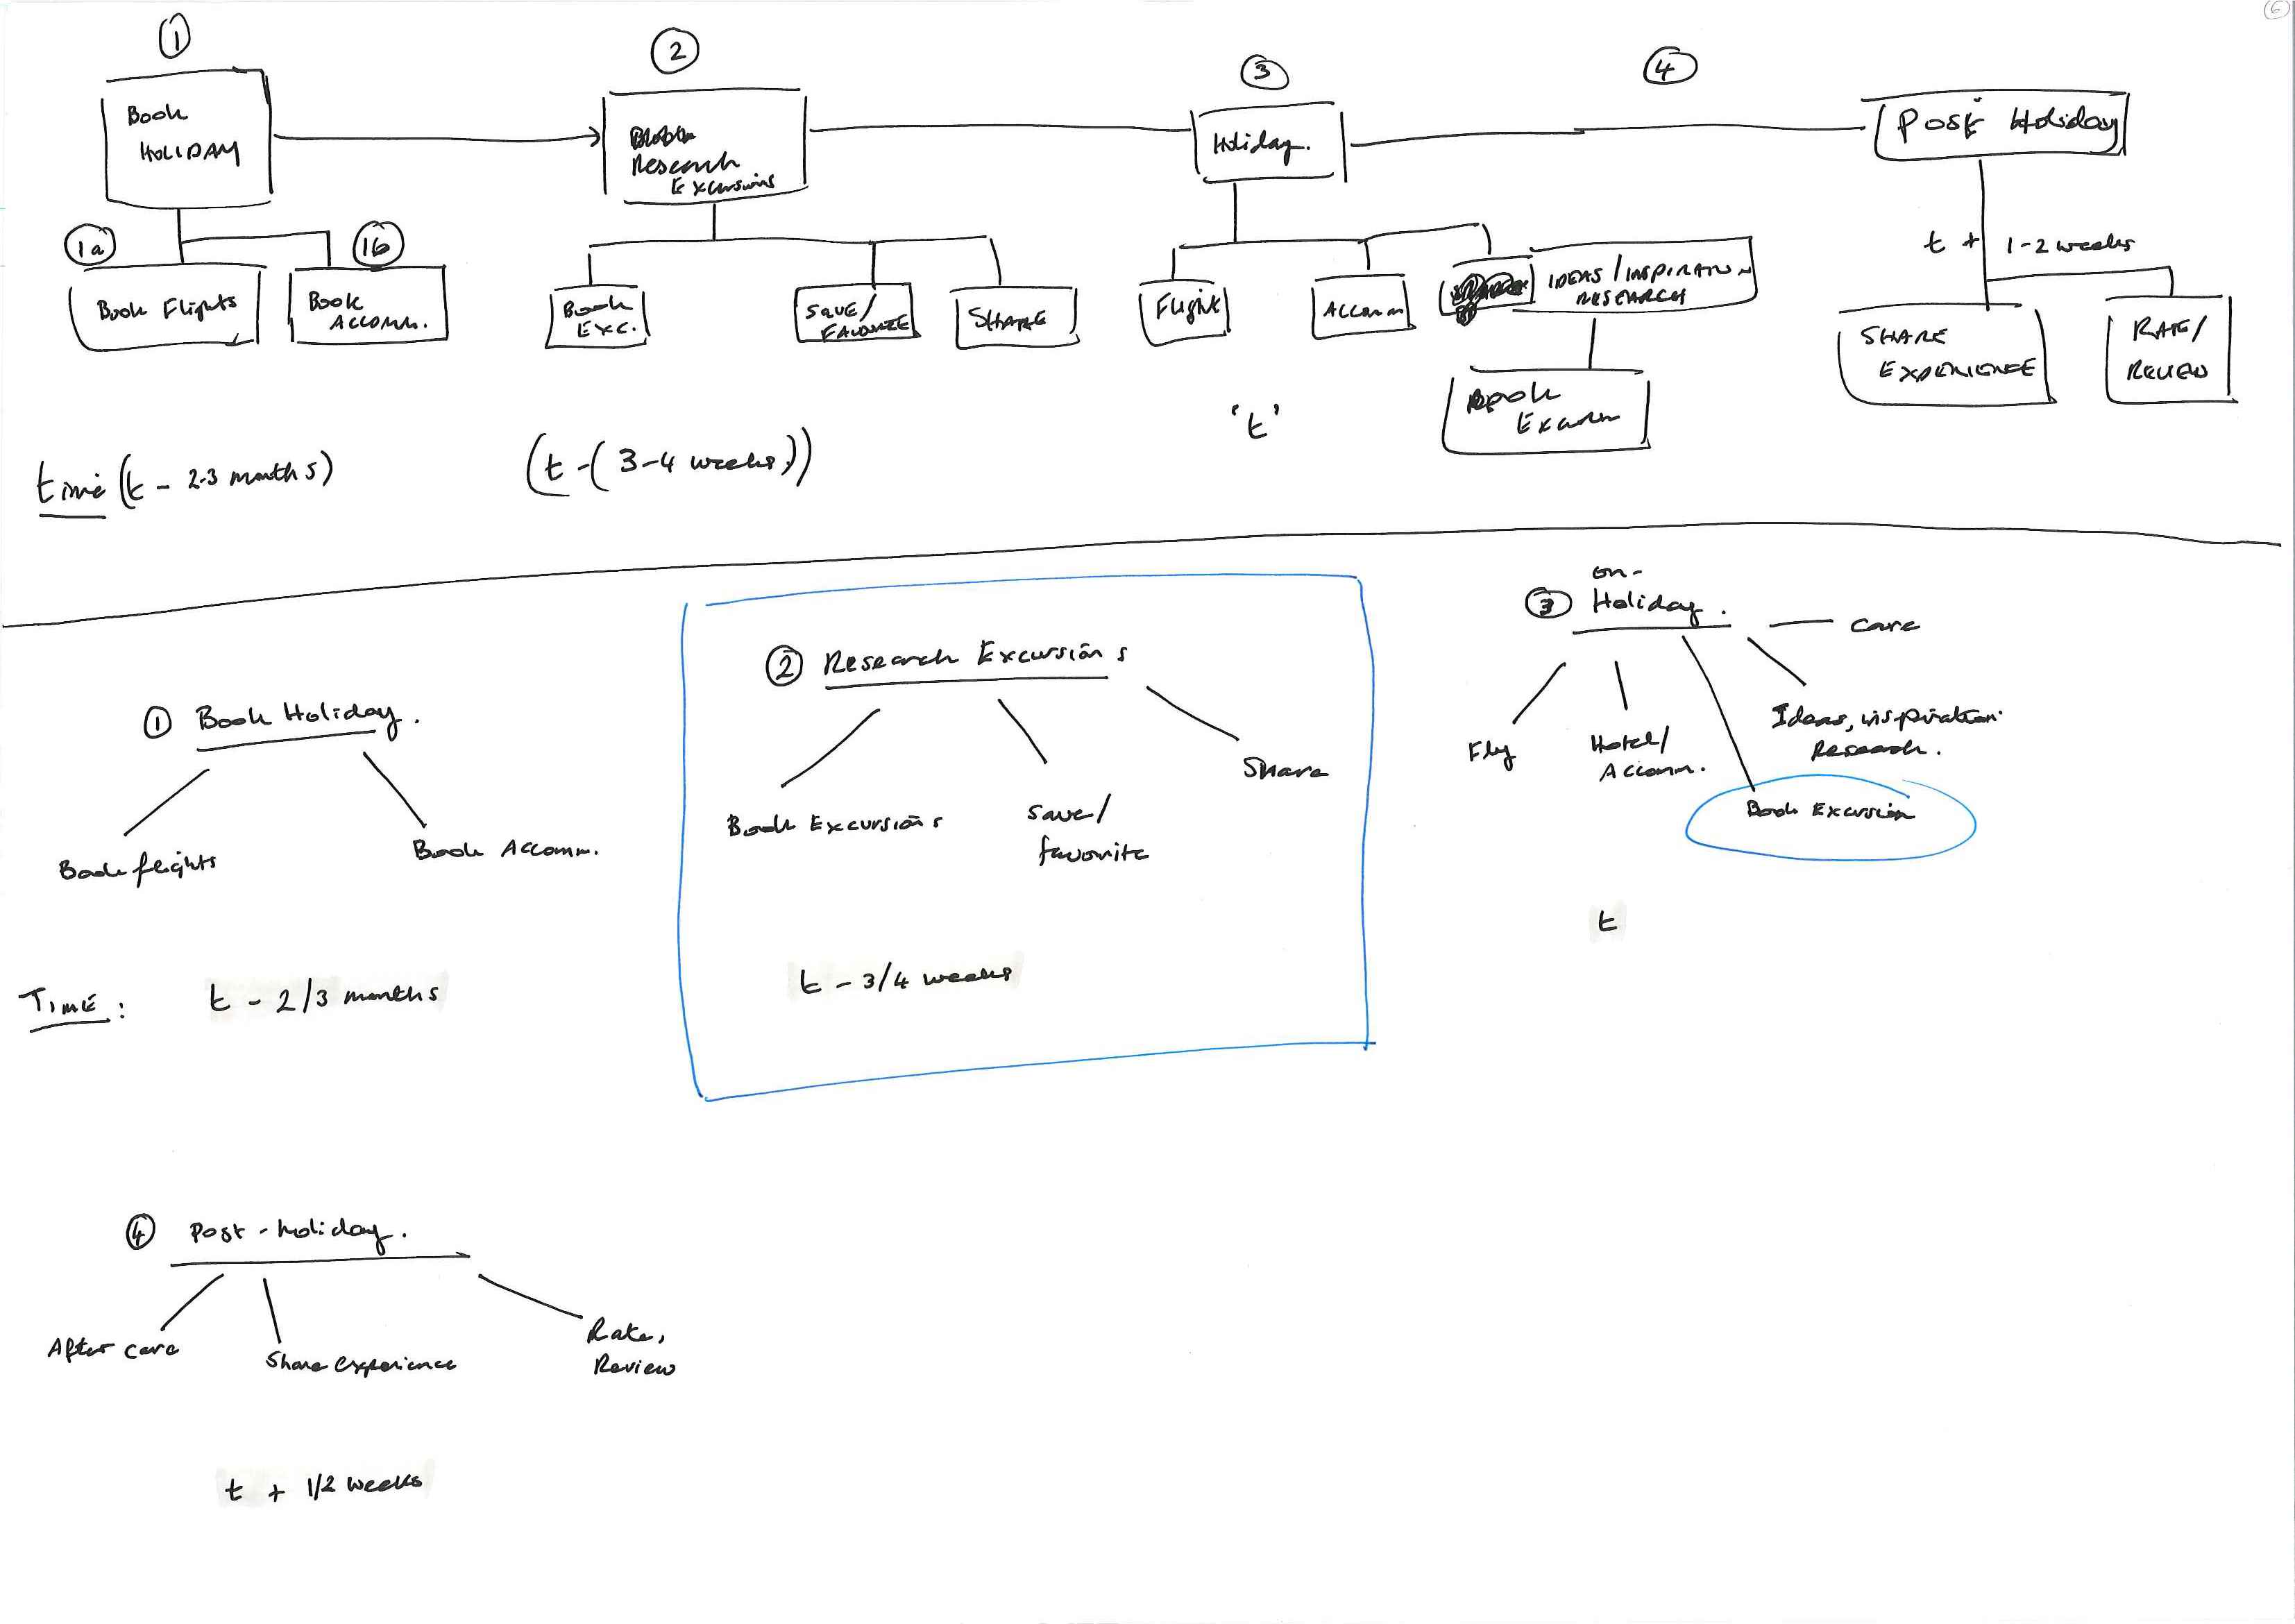 6
1
2
3
4
Book
HOLIDAY
Research
Excursions
Holiday.
Post Holiday
1a
1b
Book Flights
Book
Accomm.
Book
Exc.
Save/
FAVORITE
SHARE
Flight
Accomm
IDEAS/INSPIRATION
RESEARCH
Book
t + 1-2 weeks
SHARE
EXPERIENCE
RATE/
REVIEW
time (t - 2-3 months)
(t - (3-4 weeks))
't'
1 Book Holiday.
Book flights
Book Accomm.
2 Research Excursions
Book Excursions
Save/
favorite
Share
on-
3 Holiday.
care
Fly
Hotel/
Accomm.
Ideas, inspiration
Research.
Book Excursion
TIME:
t - 2/3 months
t - 3/4 weeks
t
4 Post-holiday.
After care
Share experience
Rate,
Review
t + 1/2 weeks